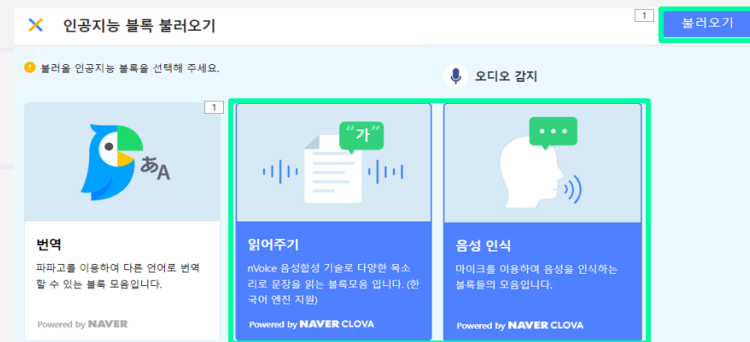 인공지능 블록 불러오기
1
불러오기
불러올 인공지능 블록을 선택해 주세요.
오디오 감지
1
あA
“가”
번역
파파고를 이용하여 다른 언어로 번역
할 수 있는 블록 모음입니다.
Powered by NAVER
읽어주기
nVoice 음성합성 기술로 다양한 목소
리로 문장을 읽는 블록모음 입니다. (한
국어 엔진 지원)
Powered by NAVER CLOVA
음성 인식
마이크를 이용하여 음성을 인식하는
블록들의 모음입니다.
Powered by NAVER CLOVA